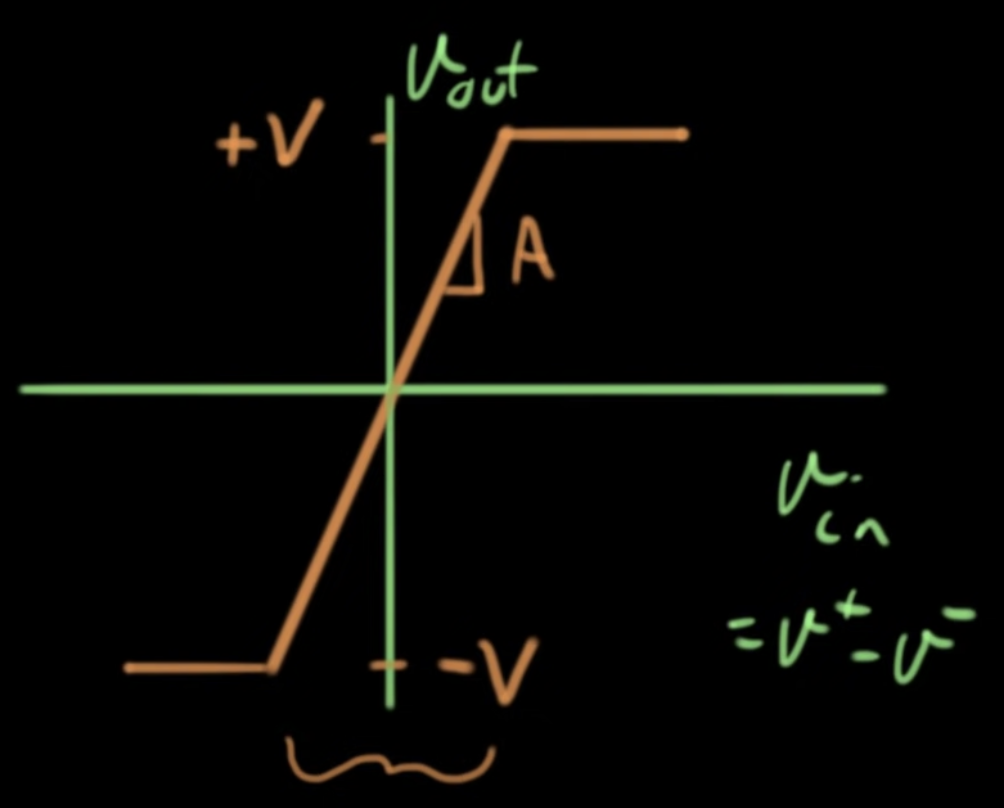 v_out
+V
A
v_in
= v⁺ - v⁻
-V